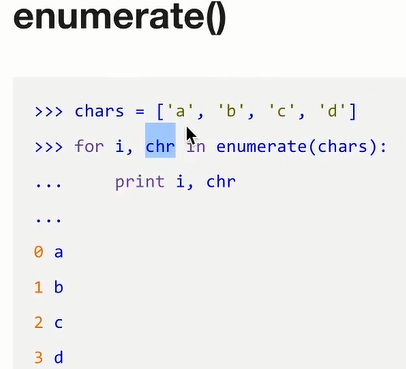 enumerate()
>>> chars = ['a', 'b', 'c', 'd']
>>> for i, chr in enumerate(chars):
...     print i, chr
...
0 a
1 b
2 c
3 d